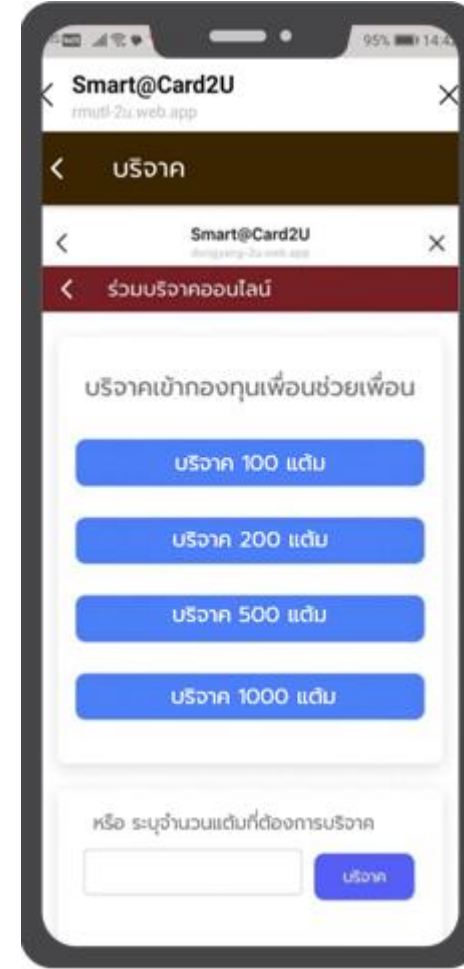 95% 14:42
Smart@Card2U
rmutl-2u.web.app
บริจาค
Smart@Card2U
ร่วมบริจาคออนไลน์
บริจาคเข้ากองทุนเพื่อนช่วยเพื่อน
บริจาค 100 แต้ม
บริจาค 200 แต้ม
บริจาค 500 แต้ม
บริจาค 1000 แต้ม
หรือ ระบุจำนวนแต้มที่ต้องการบริจาค
บริจาค